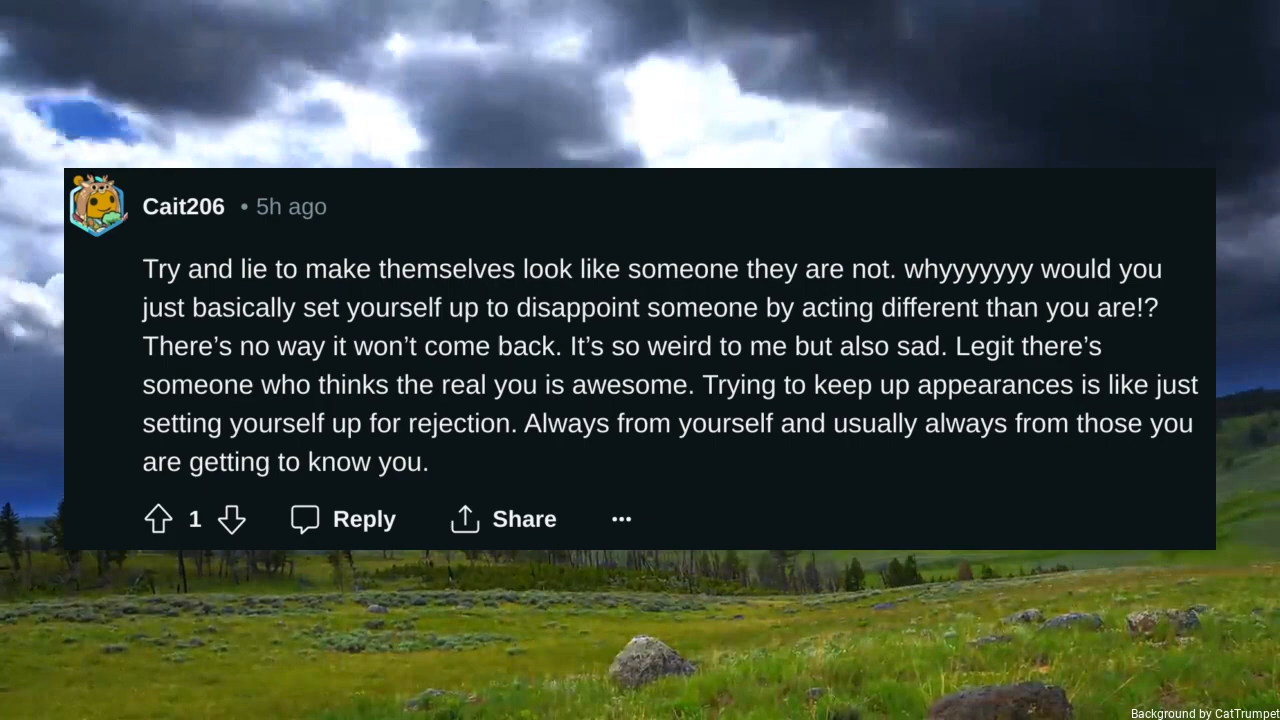 Cait206 • 5h ago
Try and lie to make themselves look like someone they are not. whyyyyyyy would you
just basically set yourself up to disappoint someone by acting different than you are!?
There’s no way it won’t come back. It’s so weird to me but also sad. Legit there’s
someone who thinks the real you is awesome. Trying to keep up appearances is like just
setting yourself up for rejection. Always from yourself and usually always from those you
are getting to know you.
1 Reply Share ...
Background by CatTrumpet